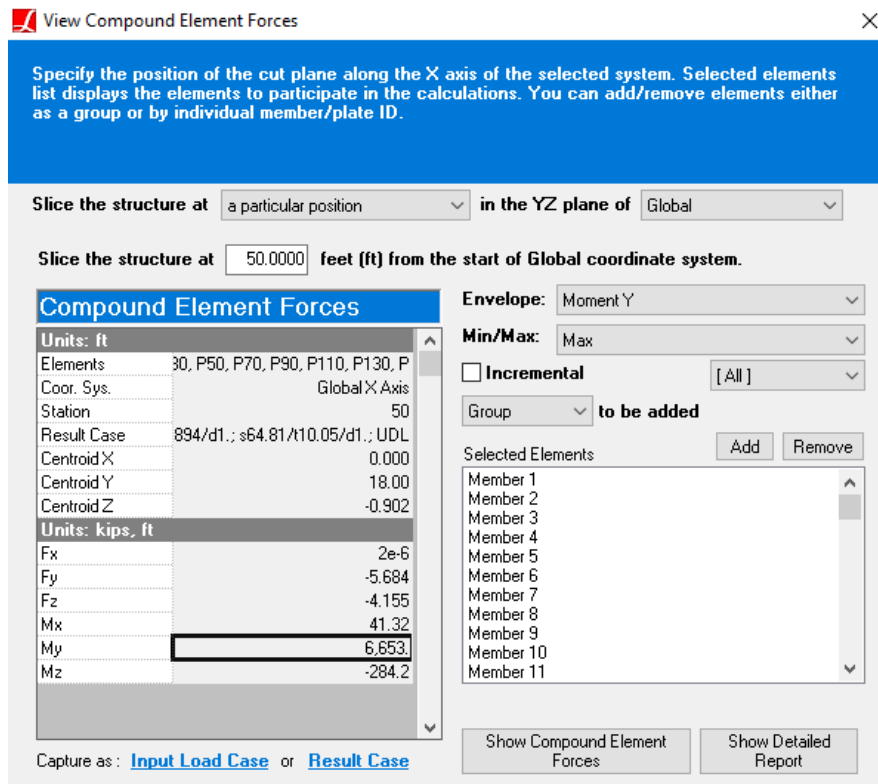 View Compound Element Forces
Specify the position of the cut plane along the X axis of the selected system. Selected elements
list displays the elements to participate in the calculations. You can add/remove elements either
as a group or by individual member/plate ID.
Slice the structure at a particular position in the YZ plane of Global
Slice the structure at 50.0000 feet (ft) from the start of Global coordinate system.
Compound Element Forces
Units: ft
Elements 30, P50, P70, P90, P110, P130, P
Coor. Sys. Global X Axis
Station 50
Result Case 894/d1.; s64.81/t10.05/d1.; UDL
Centroid X 0.000
Centroid Y 18.00
Centroid Z -0.902
Units: kips, ft
Fx 2e-6
Fy -5.684
Fz -4.155
Mx 41.32
My 6,653.
Mz -284.2
Capture as : Input Load Case or Result Case
Envelope: Moment Y
Min/Max: Max
Incremental [ All ]
Group to be added
Selected Elements Add Remove
Member 1
Member 2
Member 3
Member 4
Member 5
Member 6
Member 7
Member 8
Member 9
Member 10
Member 11
Show Compound Element
Forces
Show Detailed
Report